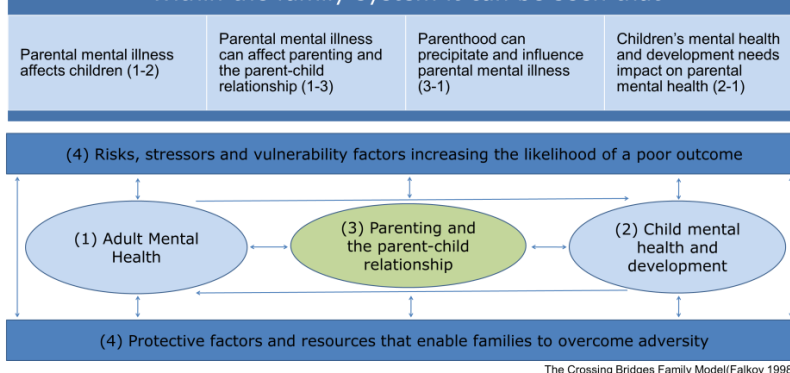 Parental mental illness
affects children (1-2)
Parental mental illness
can affect parenting and
the parent-child
relationship (1-3)
Parenthood can
precipitate and influence
parental mental illness
(3-1)
Children's mental health
and development needs
impact on parental
mental health (2-1)
(4) Risks, stressors and vulnerability factors increasing the likelihood of a poor outcome
(1) Adult Mental
Health
(3) Parenting and
the parent-child
relationship
(2) Child mental
health and
development
(4) Protective factors and resources that enable families to overcome adversity
The Crossing Bridges Family Model(Falkov 1998